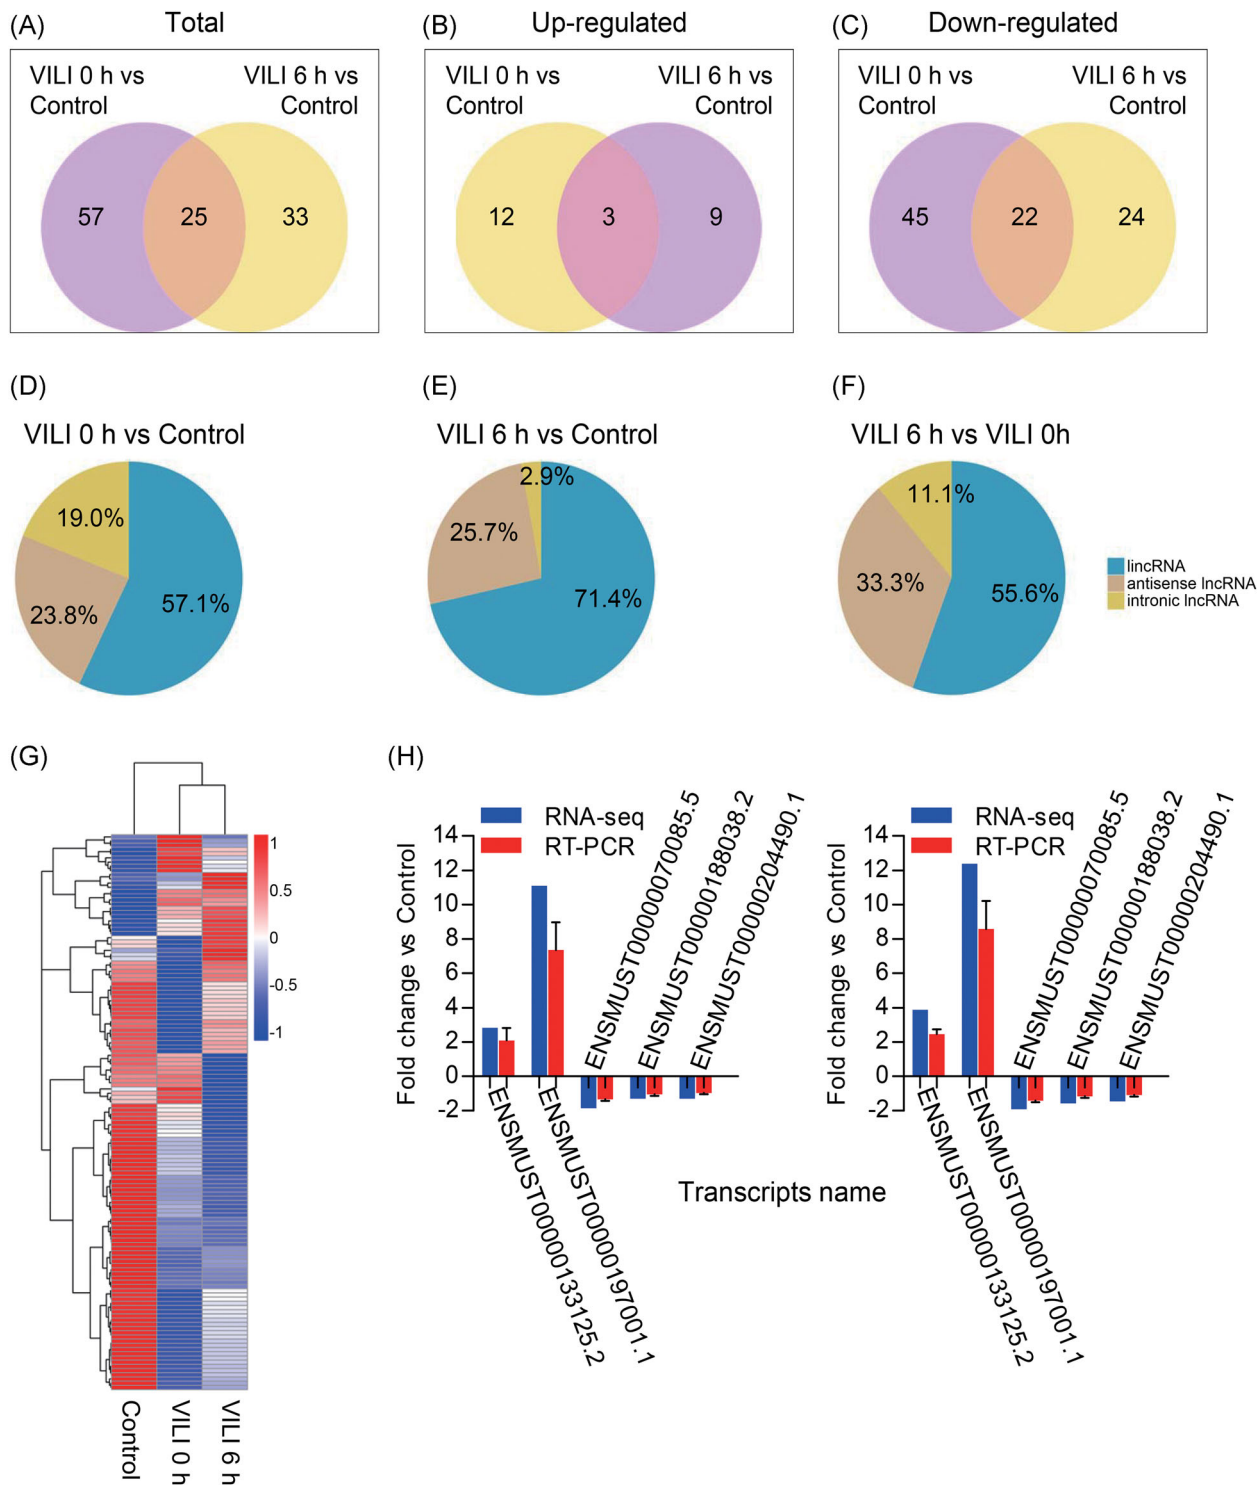 (A)
Total
VILI 0 h vs
Control
VILI 6 h vs
Control
57
25
33
(B)
Up-regulated
VILI 0 h vs
Control
VILI 6 h vs
Control
12
3
9
(C)
Down-regulated
VILI 0 h vs
Control
VILI 6 h vs
Control
45
22
24
(D)
VILI 0 h vs Control
19.0%
23.8%
57.1%
(E)
VILI 6 h vs Control
2.9%
25.7%
71.4%
(F)
VILI 6 h vs VILI 0h
11.1%
33.3%
55.6%
lincRNA
antisense lncRNA
intronic lncRNA
(G)
1
0.5
0
-0.5
-1
Control
VILI 0 h
VILI 6 h
(H)
Fold change vs Control
14
12
10
8
6
4
2
0
-2
RNA-seq
RT-PCR
ENSMUST00000133125.2
ENSMUST00000197001.1
ENSMUST00000070085.5
ENSMUST00000188038.2
ENSMUST00000204490.1
Fold change vs Control
14
12
10
8
6
4
2
0
-2
RNA-seq
RT-PCR
ENSMUST00000133125.2
ENSMUST00000197001.1
ENSMUST00000070085.5
ENSMUST00000188038.2
ENSMUST00000204490.1
Transcripts name